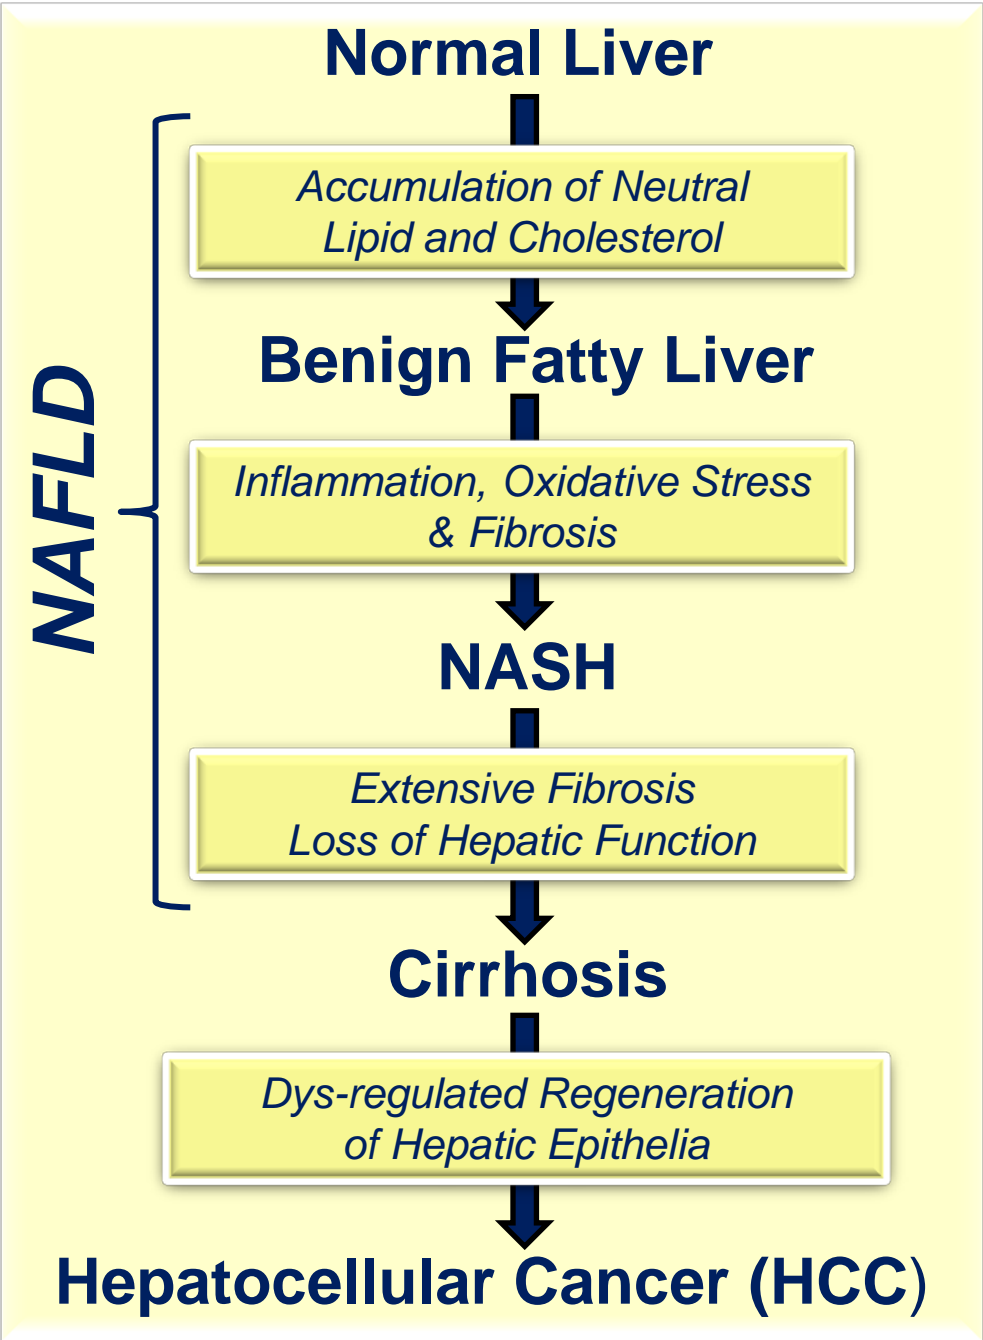 Normal Liver
Accumulation of Neutral
Lipid and Cholesterol
Benign Fatty Liver
Inflammation, Oxidative Stress
& Fibrosis
NAFLD
NASH
Extensive Fibrosis
Loss of Hepatic Function
Cirrhosis
Dys-regulated Regeneration
of Hepatic Epithelia
Hepatocellular Cancer (HCC)